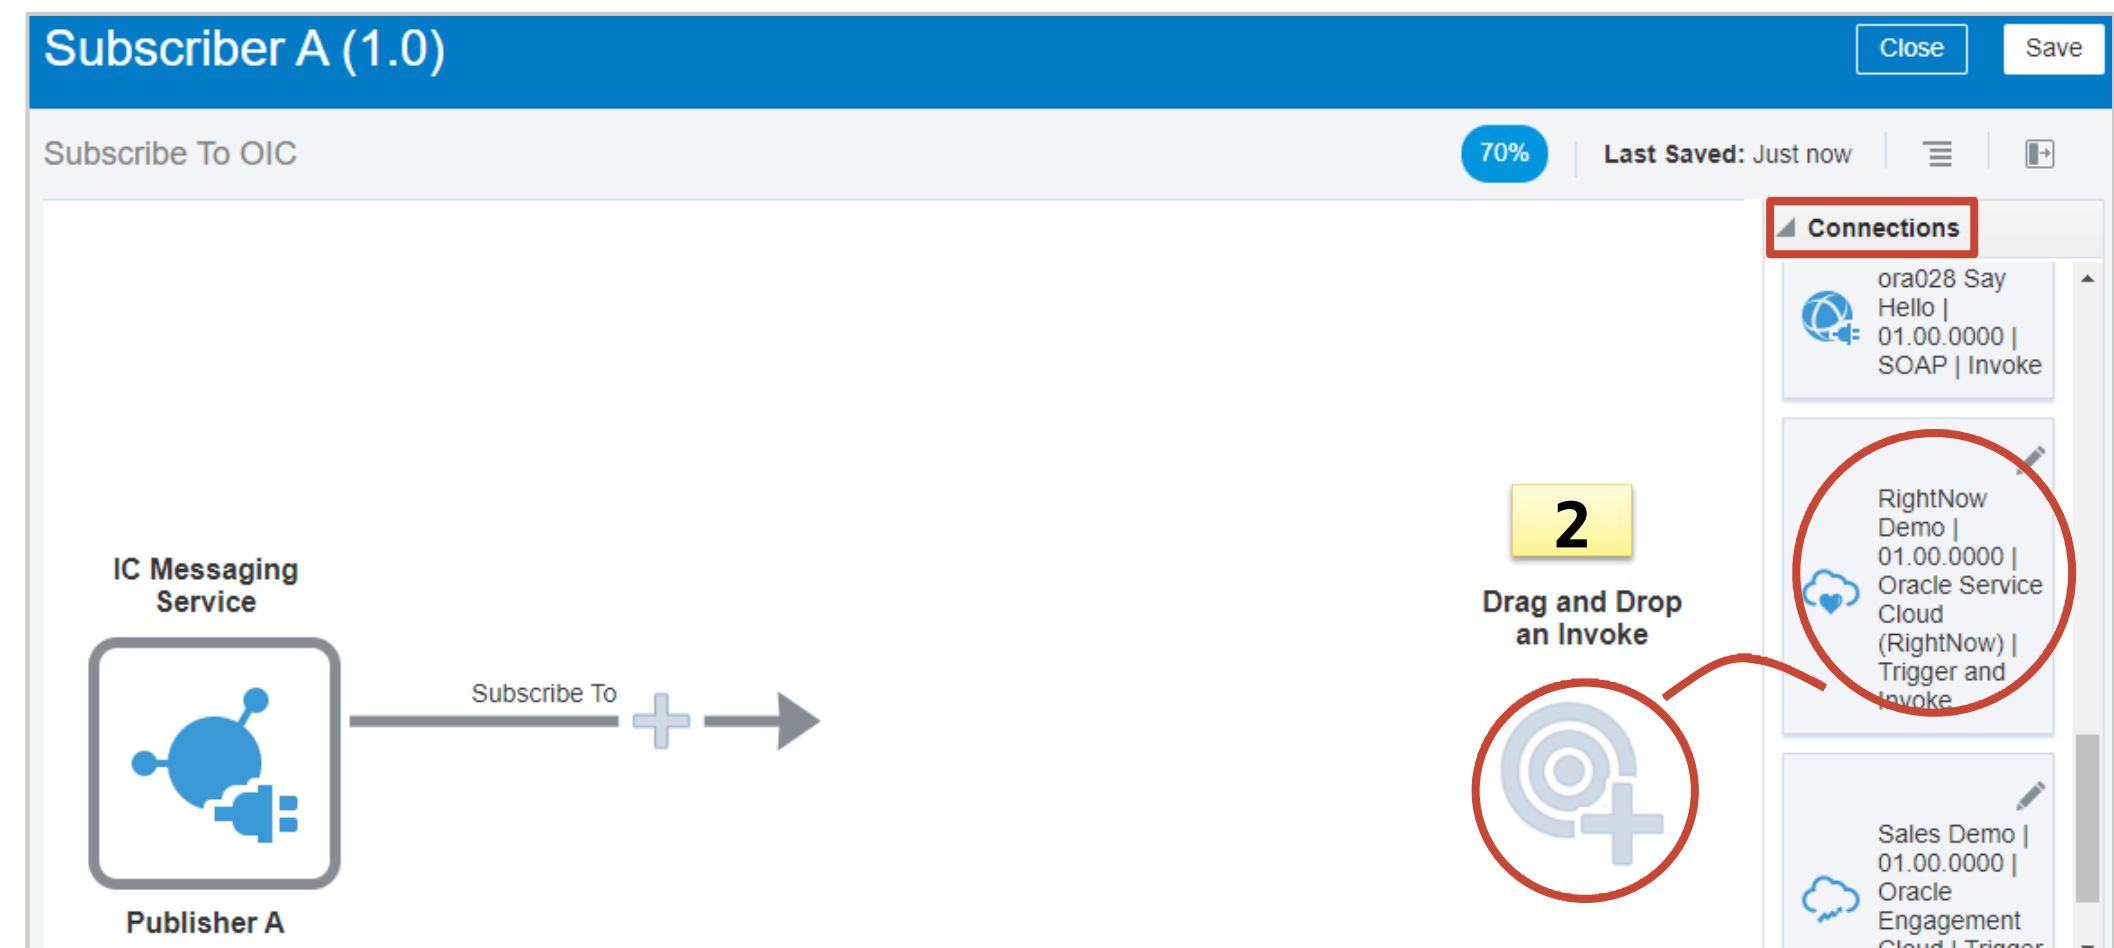 Subscriber A (1.0)
Close
Save
Subscribe To OIC
70%
Last Saved: Just now
Connections
ora028 Say
Hello |
01.00.0000 |
SOAP | Invoke
RightNow
Demo |
01.00.0000 |
Oracle Service
Cloud
(RightNow) |
Trigger and
Invoke
2
Drag and Drop
an Invoke
IC Messaging
Service
Subscribe To
Publisher A
Sales Demo |
01.00.0000 |
Oracle
Engagement
Cloud | Trigger